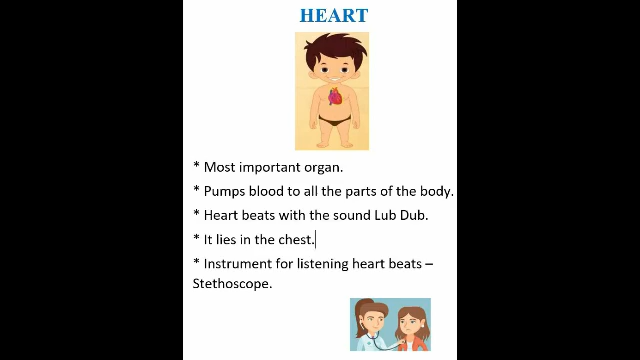 HEART
* Most important organ.
* Pumps blood to all the parts of the body.
* Heart beats with the sound Lub Dub.
* It lies in the chest.
* Instrument for listening heart beats –
Stethoscope.